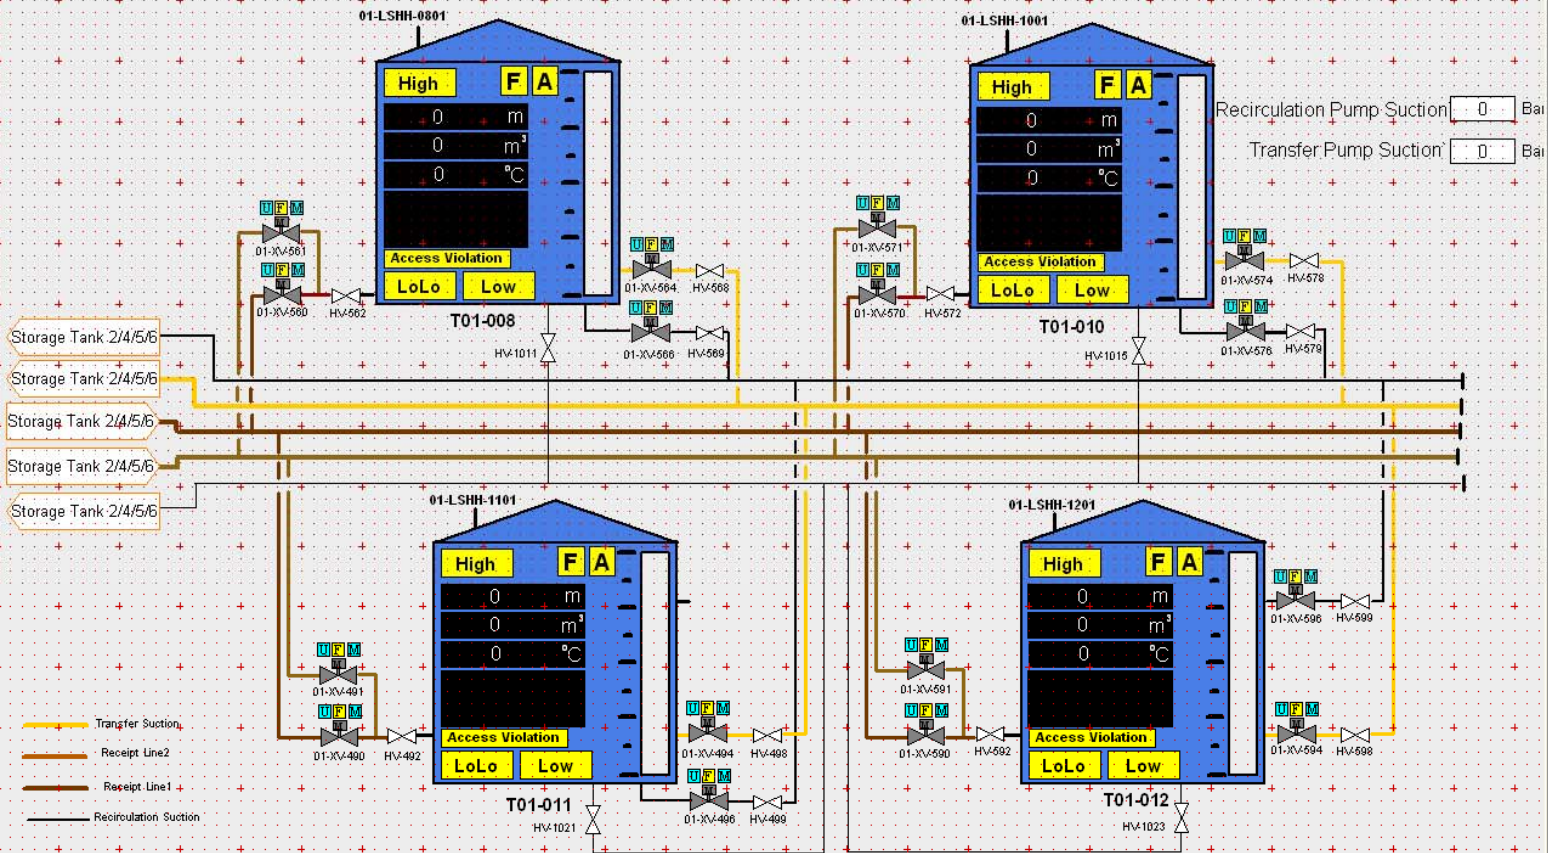 01-LSHH-0801
High
F A
0 m
0 m³
0 °C
Access Violation
LoLo Low
T01-008
U F M
M
01-XV-561
U F M
M
01-XV-560
HV-562
U F M
M
01-XV-564
HV-568
U F M
M
01-XV-566
HV-569
HV-1011
01-LSHH-1001
High
F A
0 m
0 m³
0 °C
Access Violation
LoLo Low
T01-010
U F M
M
01-XV-571
U F M
M
01-XV-570
HV-572
U F M
M
01-XV-574
HV-578
U F M
M
01-XV-576
HV-579
HV-1015
Recirculation Pump Suction 0 Bar
Transfer Pump Suction 0 Bar
Storage Tank 2/4/5/6
Storage Tank 2/4/5/6
Storage Tank 2/4/5/6
Storage Tank 2/4/5/6
Storage Tank 2/4/5/6
01-LSHH-1101
High
F A
0 m
0 m³
0 °C
Access Violation
LoLo Low
T01-011
U F M
M
01-XV-491
U F M
M
01-XV-490
HV-492
U F M
M
01-XV-494
HV-498
U F M
M
01-XV-496
HV-499
HV-1021
01-LSHH-1201
High
F A
0 m
0 m³
0 °C
Access Violation
LoLo Low
T01-012
U F M
M
01-XV-591
U F M
M
01-XV-590
HV-592
U F M
M
01-XV-596
HV-599
U F M
M
01-XV-594
HV-598
HV-1023
Transfer Suction
Receipt Line2
Receipt Line1
Recirculation Suction